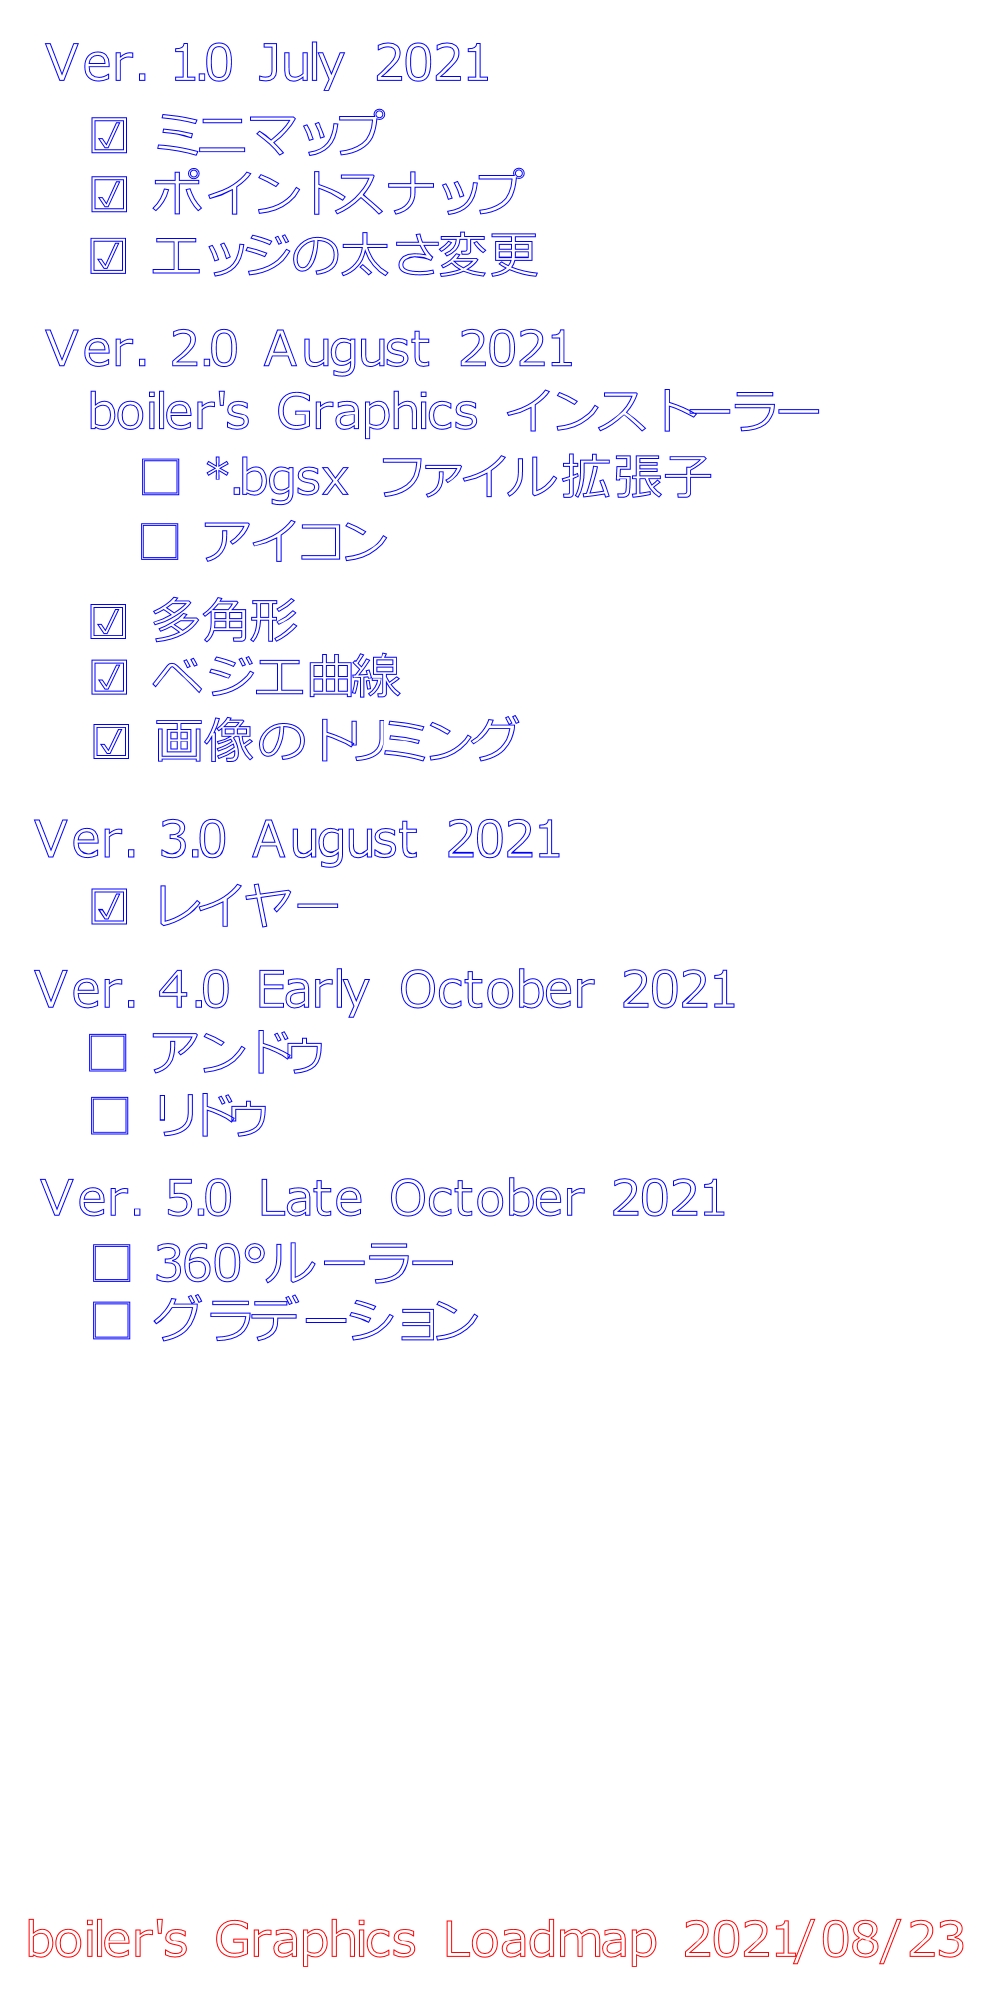 Ver. 1.0 July 2021
☑ ミニマップ
☑ ポイントスナップ
☑ エッジの太さ変更
Ver. 2.0 August 2021
boiler's Graphics インストーラー
☐ *.bgsx ファイル拡張子
☐ アイコン
☑ 多角形
☑ ベジエ曲線
☑ 画像のトリミング
Ver. 3.0 August 2021
☑ レイヤー
Ver. 4.0 Early October 2021
☐ アンドゥ
☐ リドゥ
Ver. 5.0 Late October 2021
☐ 360°ルーラー
☐ グラデーション
boiler's Graphics Loadmap 2021/08/23